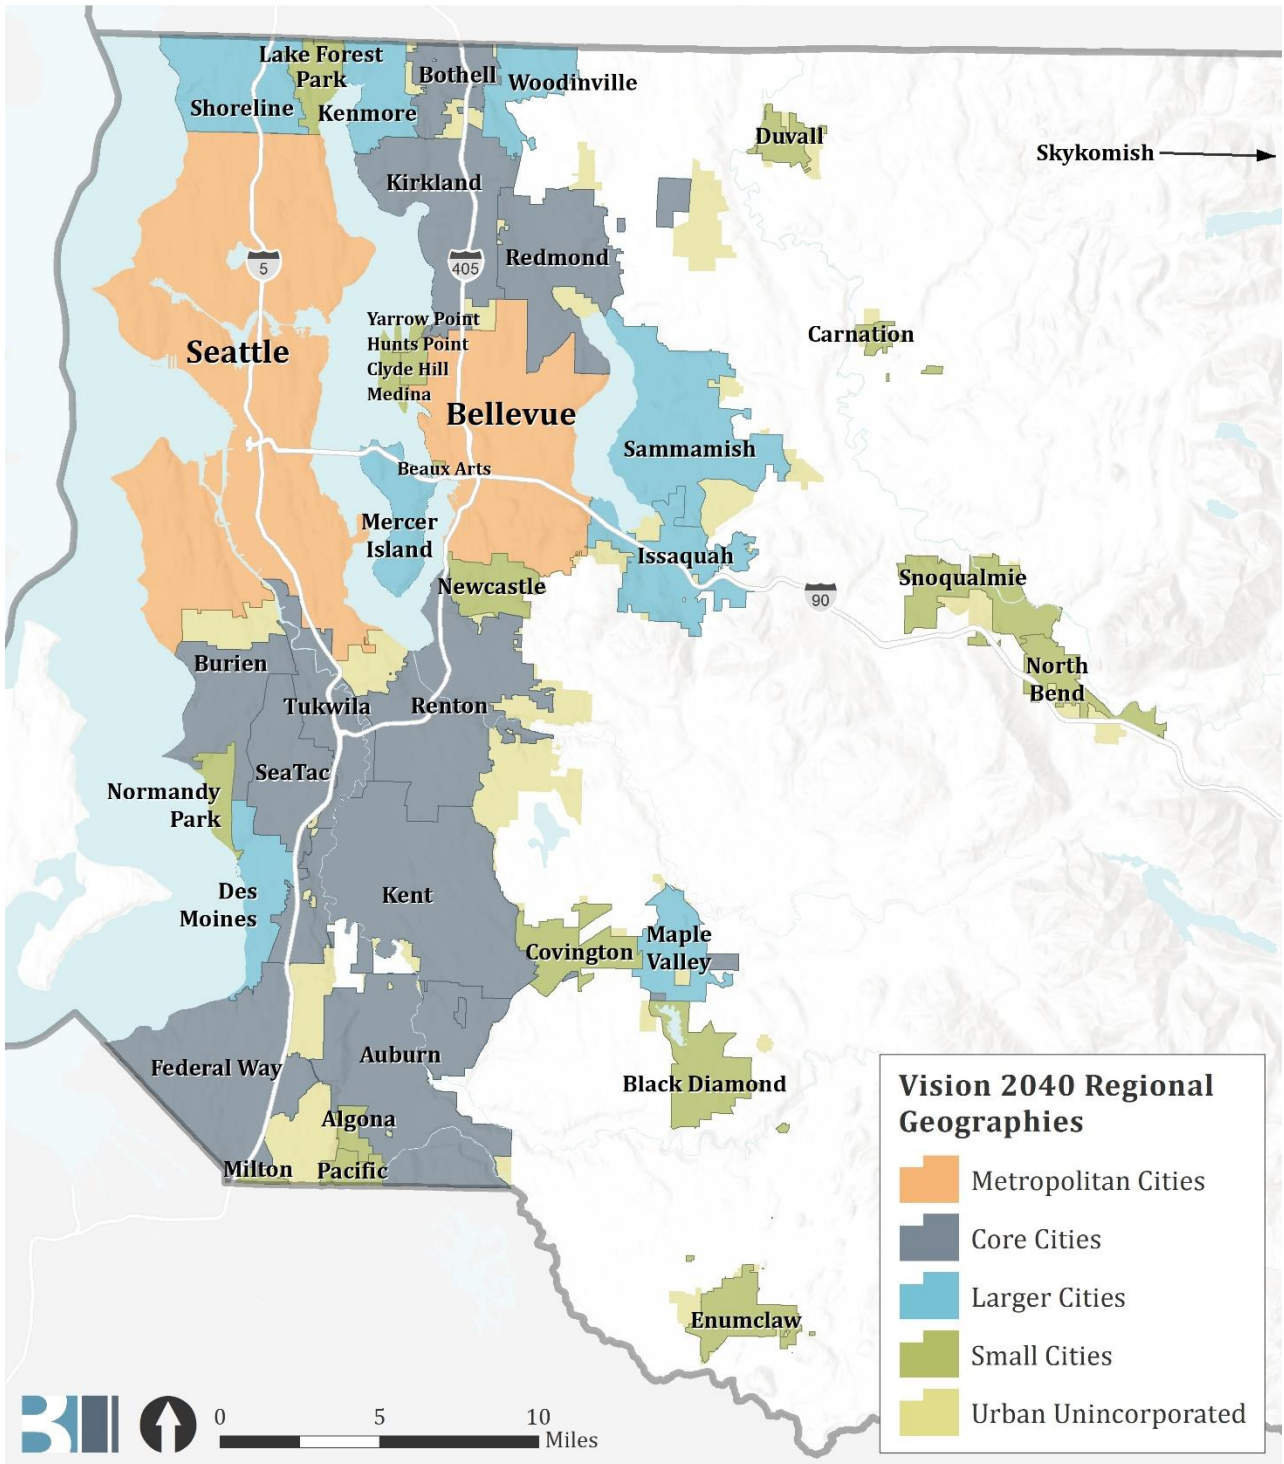 Lake Forest
Park
Bothell
Woodinville
Shoreline
Kenmore
Duvall
Skykomish
Kirkland
Redmond
5
405
Yarrow Point
Hunts Point
Clyde Hill
Medina
Carnation
Seattle
Bellevue
Sammamish
Beaux Arts
Mercer
Island
Issaquah
Newcastle
Snoqualmie
90
Burien
North
Bend
Tukwila
Renton
SeaTac
Normandy
Park
Des
Moines
Kent
Covington
Maple
Valley
Federal Way
Auburn
Black Diamond
Algona
Milton
Pacific
Enumclaw
Vision 2040 Regional
Geographies
Metropolitan Cities
Core Cities
Larger Cities
Small Cities
Urban Unincorporated
0 5 10
Miles